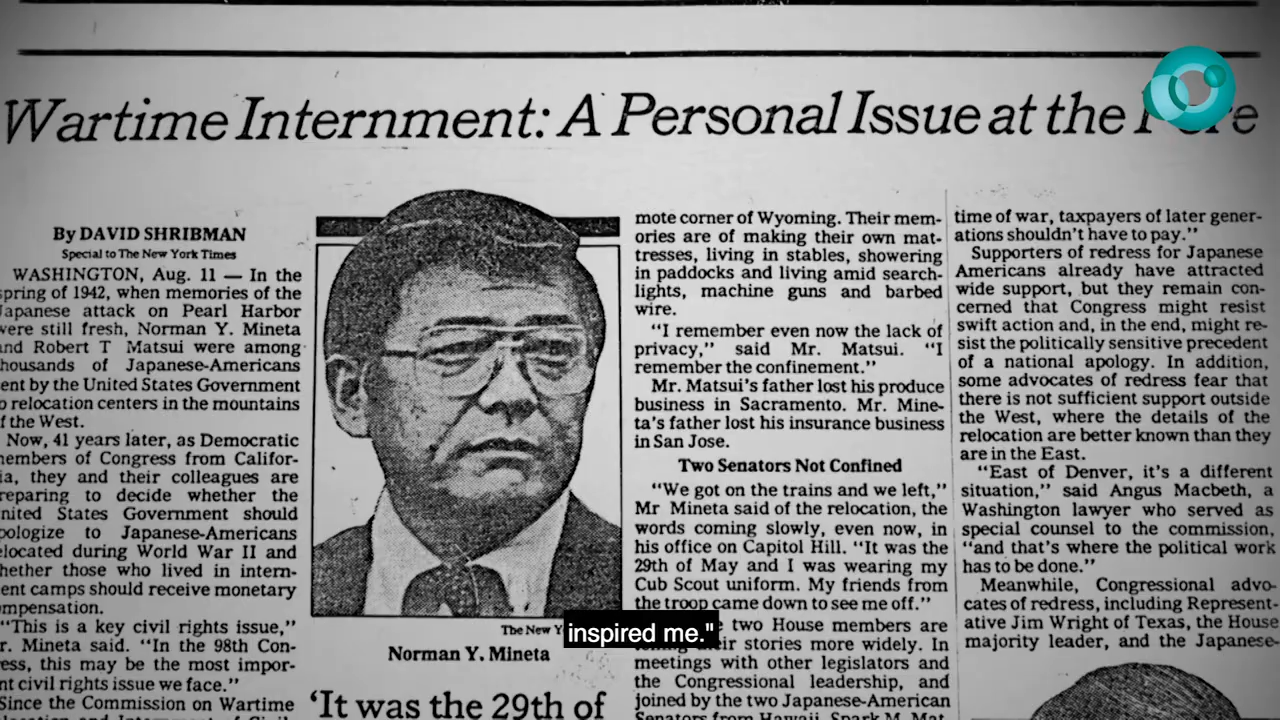 Wartime Internment: A Personal Issue at the
By DAVID SHRIBMAN
Special to The New York Times
WASHINGTON, Aug. 11 — In the
spring of 1942, when memories of the
Japanese attack on Pearl Harbor
were still fresh, Norman Y. Mineta
and Robert T Matsui were among
thousands of Japanese-Americans
ent by the United States Government
o relocation centers in the mountains
f the West.
Now, 41 years later, as Democratic
members of Congress from Califor-
ia, they and their colleagues are
reparing to decide whether the
nited States Government should
pologize to Japanese-Americans
elocated during World War II and
hether those who lived in intern-
ent camps should receive monetary
mpensation.
"This is a key civil rights issue,"
r. Mineta said. "In the 98th Con-
ess, this may be the most impor-
nt civil rights issue we face."
Since the Commission on Wartime
The New Y
Norman Y. Mineta
'It was the 29th of
mote corner of Wyoming. Their mem-
ories are of making their own mat-
tresses, living in stables, showering
in paddocks and living amid search-
lights, machine guns and barbed
wire.
"I remember even now the lack of
privacy," said Mr. Matsui. "I
remember the confinement."
Mr. Matsui's father lost his produce
business in Sacramento. Mr. Mine-
ta's father lost his insurance business
in San Jose.
Two Senators Not Confined
"We got on the trains and we left,"
Mr Mineta said of the relocation, the
words coming slowly, even now, in
his office on Capitol Hill. "It was the
29th of May and I was wearing my
Cub Scout uniform. My friends from
the troop came down to see me off."
two House members are
their stories more widely. In
meetings with other legislators and
the Congressional leadership, and
joined by the two Japanese-American
Senators from Hawaii, Spark M. Mat
time of war, taxpayers of later gener-
ations shouldn't have to pay."
Supporters of redress for Japanese
Americans already have attracted
wide support, but they remain con-
cerned that Congress might resist
swift action and, in the end, might re-
sist the politically sensitive precedent
of a national apology. In addition,
some advocates of redress fear that
there is not sufficient support outside
the West, where the details of the
relocation are better known than they
are in the East.
"East of Denver, it's a different
situation," said Angus Macbeth, a
Washington lawyer who served as
special counsel to the commission,
"and that's where the political work
has to be done."
Meanwhile, Congressional advo-
cates of redress, including Represent-
ative Jim Wright of Texas, the House
majority leader, and the Japanese-
inspired me."